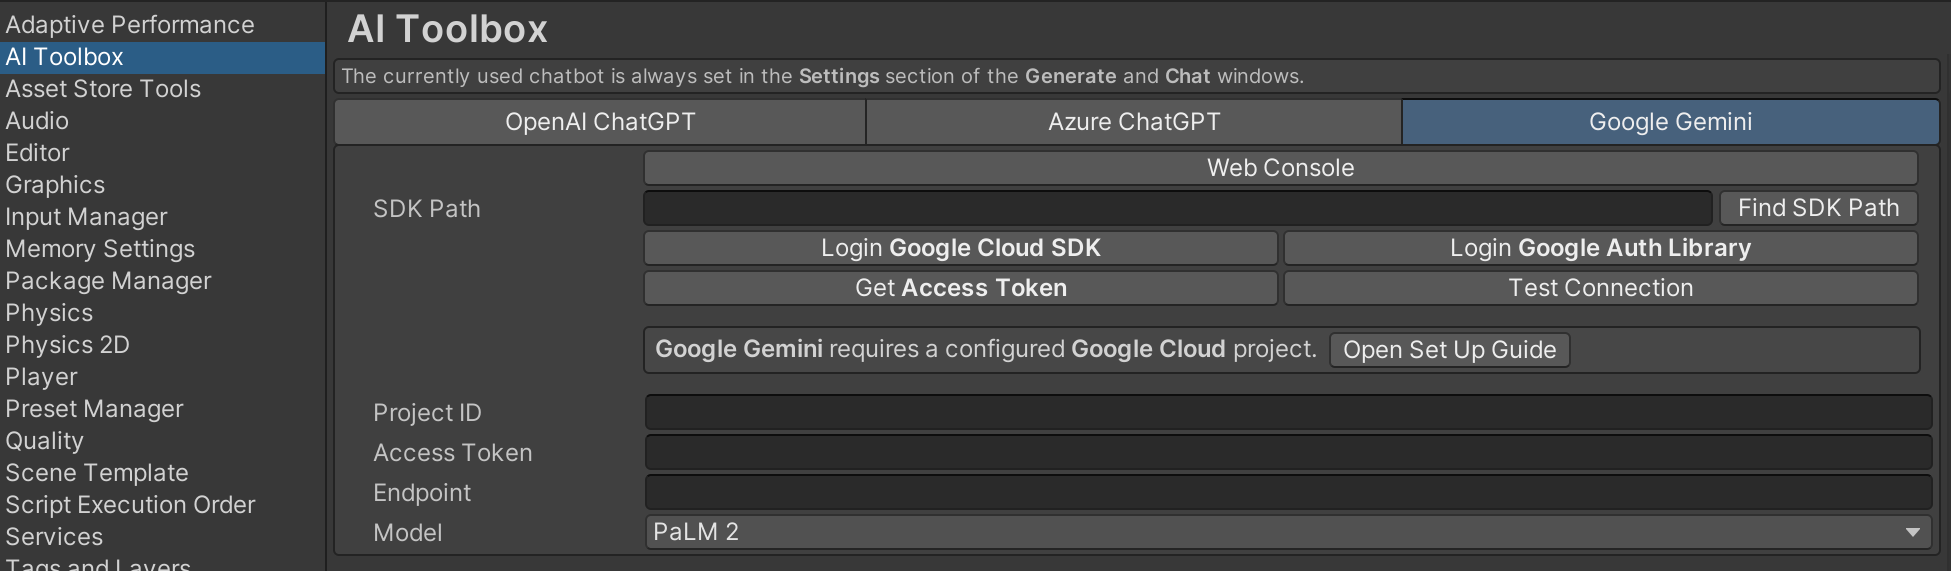 Adaptive Performance
AI Toolbox
Asset Store Tools
Audio
Editor
Graphics
Input Manager
Memory Settings
Package Manager
Physics
Physics 2D
Player
Preset Manager
Quality
Scene Template
Script Execution Order
Services
Tags and Layers
AI Toolbox
The currently used chatbot is always set in the Settings section of the Generate and Chat windows.
OpenAI ChatGPT Azure ChatGPT Google Gemini
Web Console
SDK Path Find SDK Path
Login Google Cloud SDK Login Google Auth Library
Get Access Token Test Connection
Google Gemini requires a configured Google Cloud project. Open Set Up Guide
Project ID
Access Token
Endpoint
Model PaLM 2